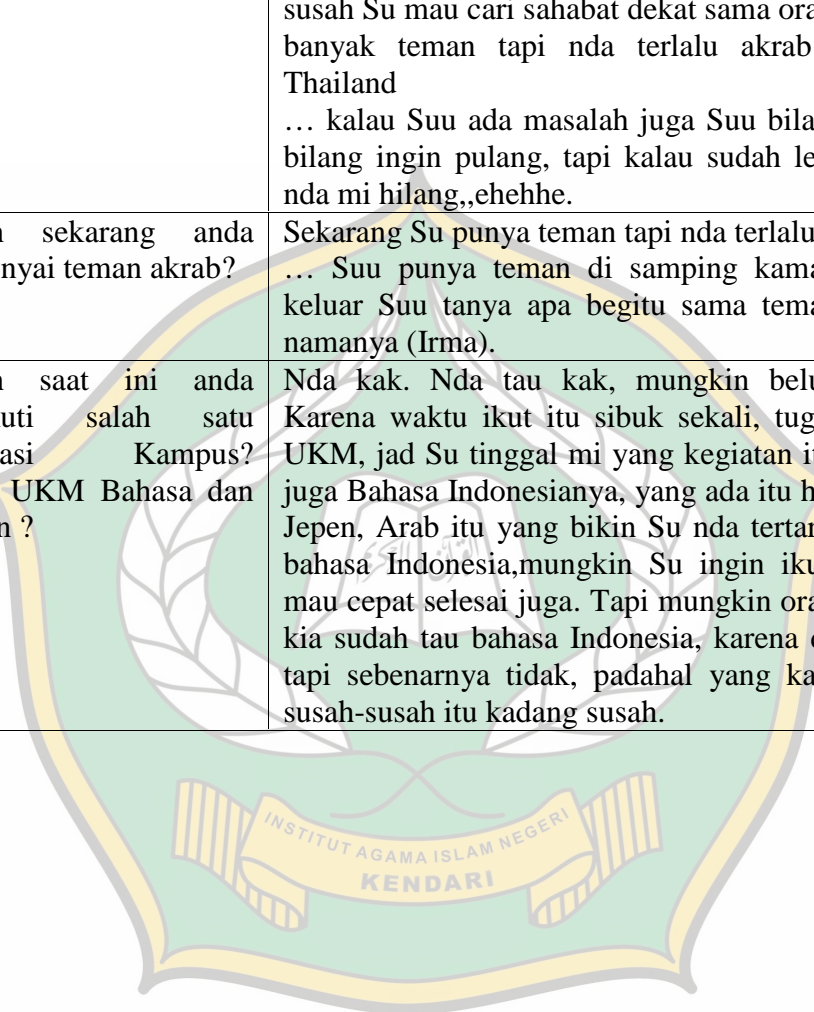 susah Su mau cari sahabat dekat sama ora
banyak teman tapi nda terlalu akrab
Thailand
… kalau Suu ada masalah juga Suu bila
bilang ingin pulang, tapi kalau sudah le
nda mi hilang,,ehehhe.
sekarang anda
nyai teman akrab?
Sekarang Su punya teman tapi nda terlalu
… Suu punya teman di samping kama
keluar Suu tanya apa begitu sama tema
namanya (Irma).
n saat ini anda
uti salah satu
asi Kampus?
UKM Bahasa dan
n ?
Nda kak. Nda tau kak, mungkin belu
Karena waktu ikut itu sibuk sekali, tug
UKM, jad Su tinggal mi yang kegiatan it
juga Bahasa Indonesianya, yang ada itu h
Jepen, Arab itu yang bikin Su nda tertar
bahasa Indonesia,mungkin Su ingin iku
mau cepat selesai juga. Tapi mungkin ora
kia sudah tau bahasa Indonesia, karena
tapi sebenarnya tidak, padahal yang ka
susah-susah itu kadang susah.
INSTITUT AGAMA ISLAM NEGERI
KENDARI